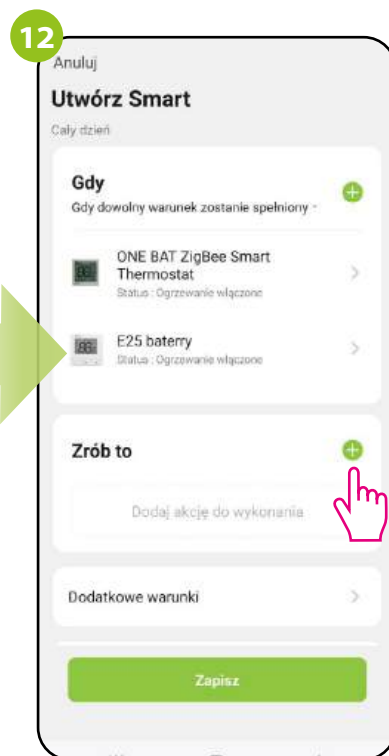 12
Anuluj
Utwórz Smart
Cały dzień
Gdy
Gdy dowolny warunek zostanie spełniony
ONE BAT ZigBee Smart
Thermostat
Status : Ogrzewanie włączone
E25 baterry
Status : Ogrzewanie włączone
Zrób to
Dodaj akcję do wykonania
Dodatkowe warunki
Zapisz